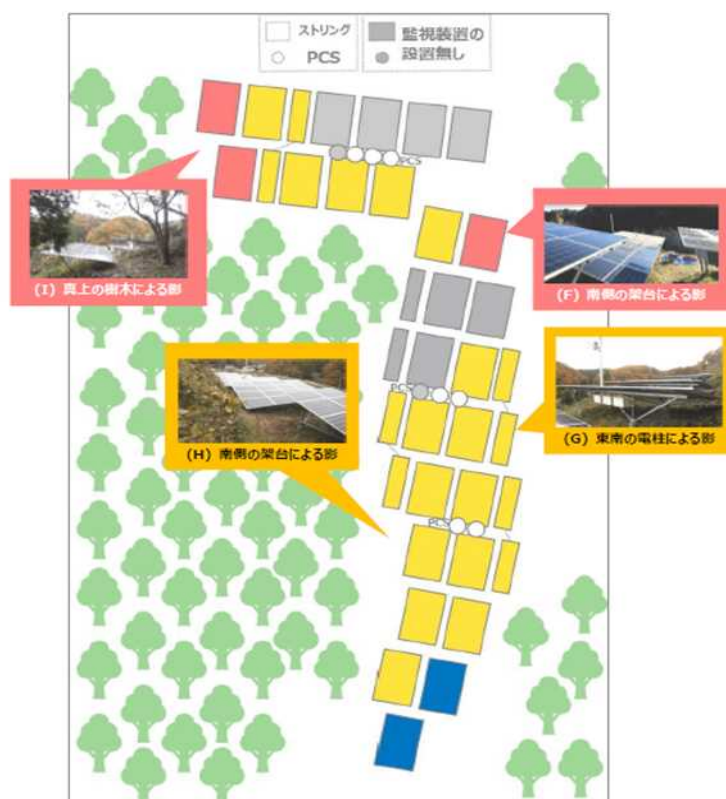 ストリング
PCS
監視装置の
設置無し
PCS
(I) 真上の樹木による影
(F) 南側の架台による影
PCS
(G) 東南の電柱による影
(H) 南側の架台による影
PCS